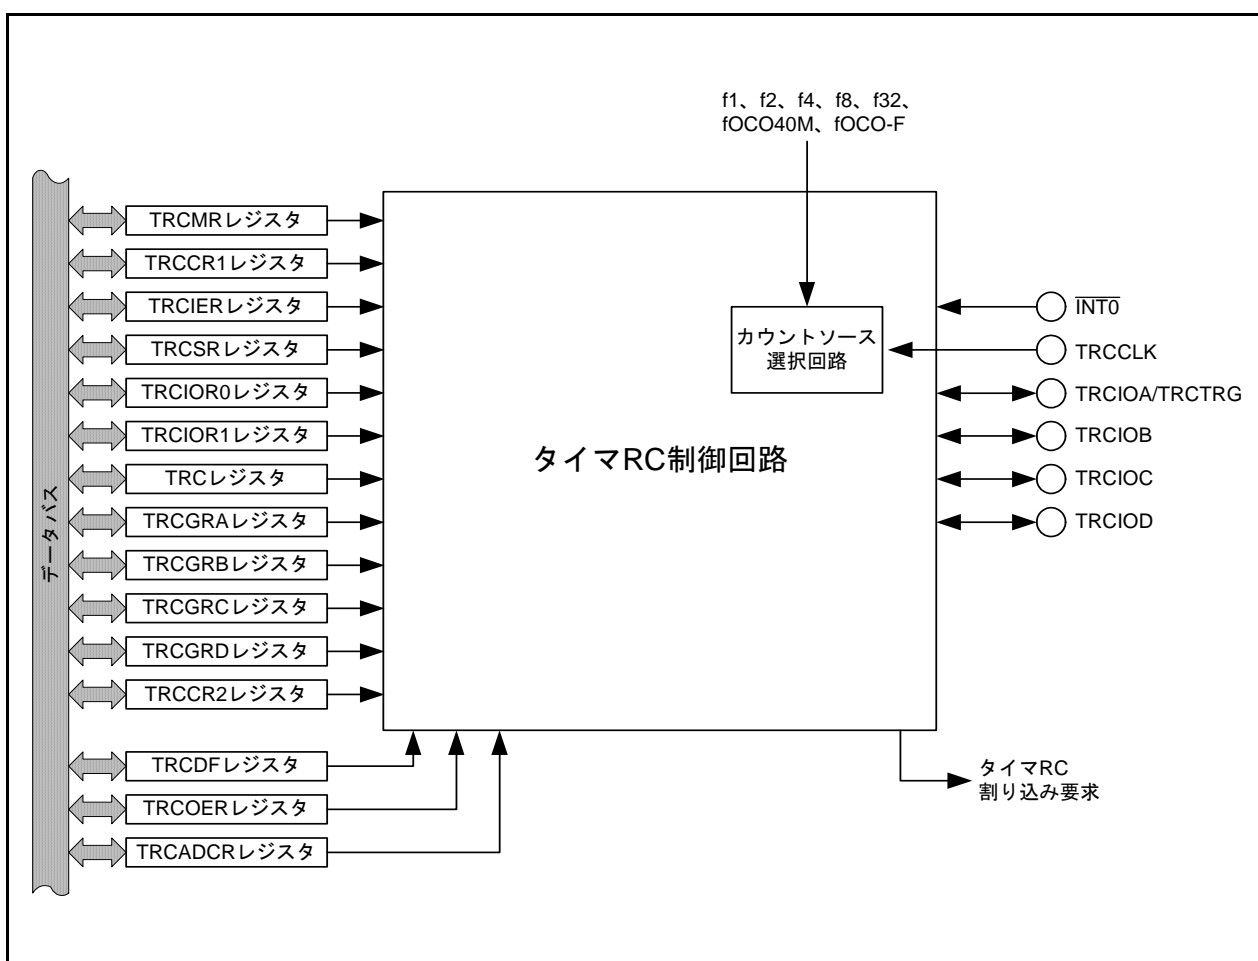 f1、f2、f4、f8、f32、
fOCO40M、fOCO-F
データバス
TRCMRレジスタ
TRCCR1レジスタ
TRCIERレジスタ
TRCSRレジスタ
TRCIOR0レジスタ
TRCIOR1レジスタ
TRCレジスタ
TRCGRAレジスタ
TRCGRBレジスタ
TRCGRCレジスタ
TRCGRDレジスタ
TRCCR2レジスタ
TRCDFレジスタ
TRCOERレジスタ
TRCADCRレジスタ
カウントソース
選択回路
タイマRC制御回路
INT0
TRCCLK
TRCIOA/TRCTRG
TRCIOB
TRCIOC
TRCIOD
タイマRC
割り込み要求